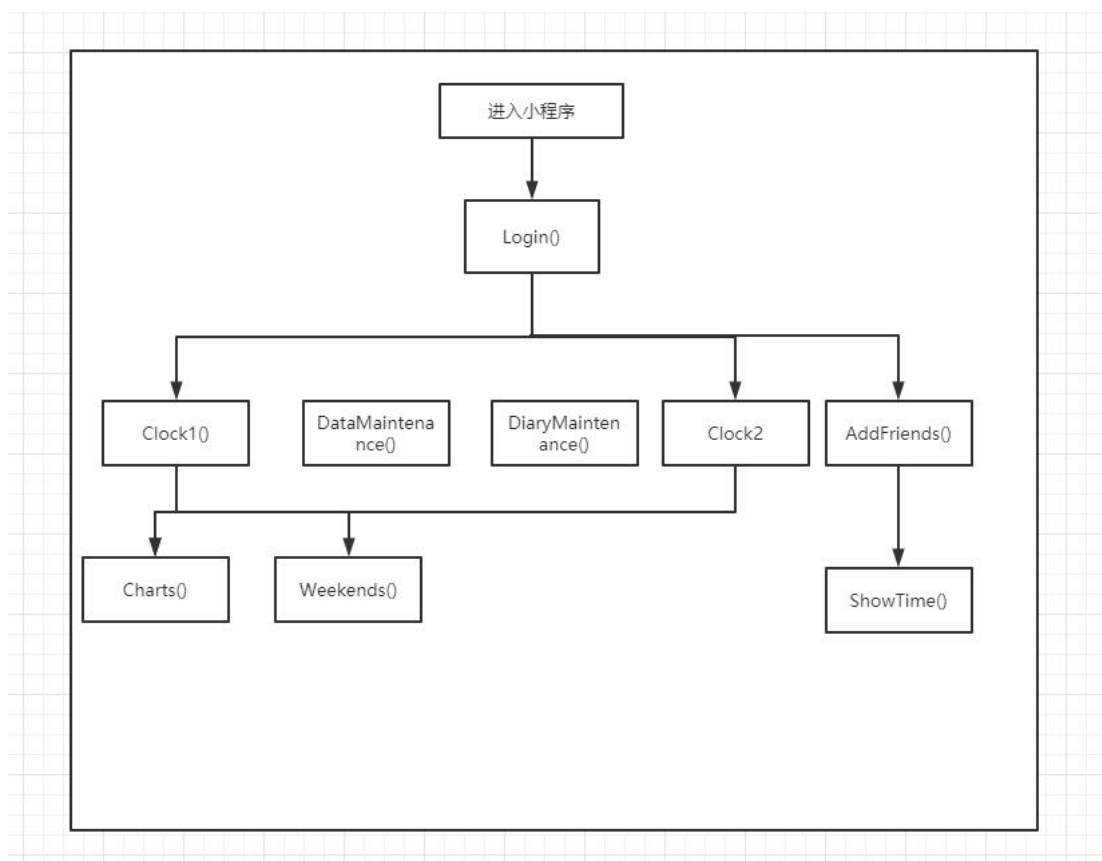 进入小程序
Login()
Clock1()
DataMaintena
nce()
DiaryMainten
ance()
Clock2
AddFriends()
Charts()
Weekends()
ShowTime()